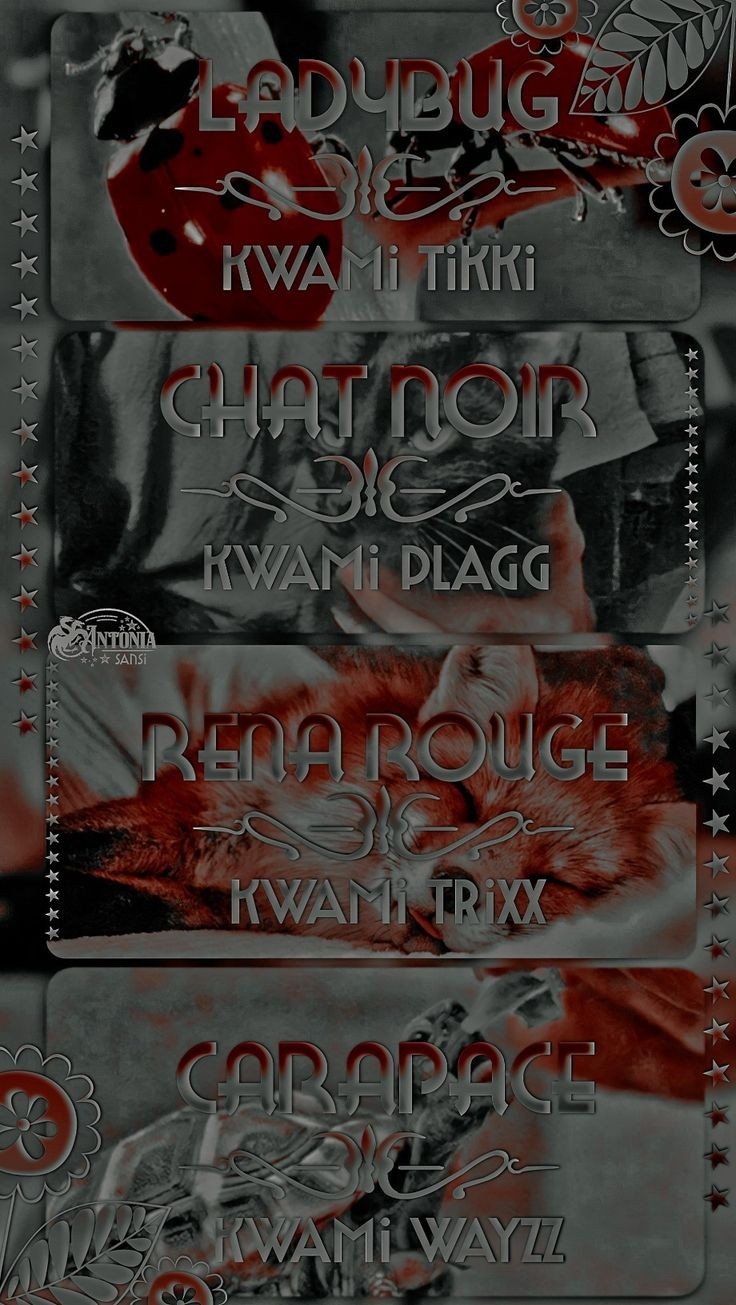 LADYBUG
KWAMi TiKKi
CHAT NOIR
KWAMi PLAGG
ANTONIA
SANSi
RENA ROUGE
KWAMi TRiXX
CARAPACE
KWAMi WAYZZ